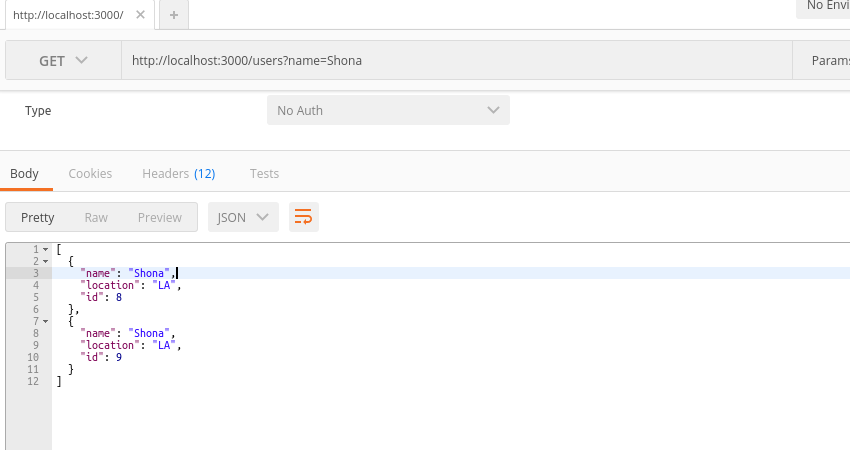 http://localhost:3000/ × +
No Envi
GET http://localhost:3000/users?name=Shona Params
Type No Auth
Body Cookies Headers (12) Tests
Pretty Raw Preview JSON
1 [
2 {
3 "name": "Shona",
4 "location": "LA",
5 "id": 8
6 },
7 {
8 "name": "Shona",
9 "location": "LA",
10 "id": 9
11 }
12 ]